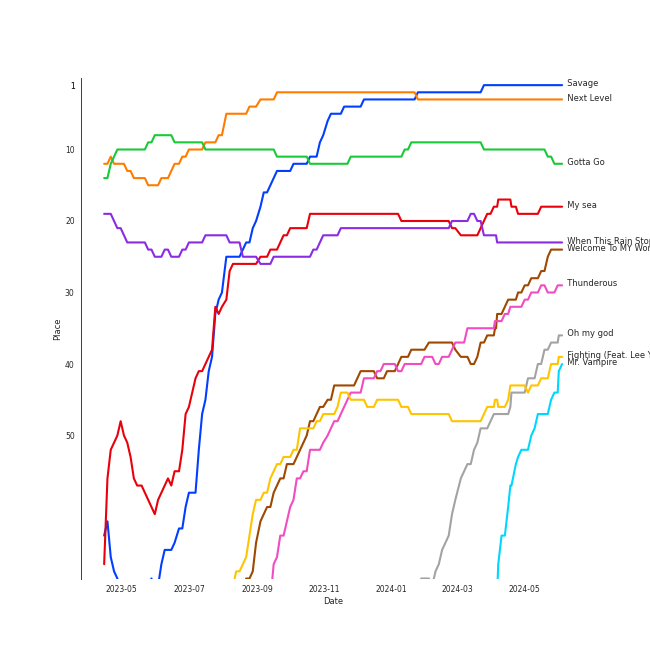 1
10
20
30
40
50
Place
2023-05
2023-07
2023-09
2023-11
2024-01
2024-03
2024-05
Date
Savage
Next Level
Gotta Go
My sea
When This Rain Stop
Welcome To MY Wor
Thunderous
Oh my god
Fighting (Feat. Lee Y
Mr. Vampire